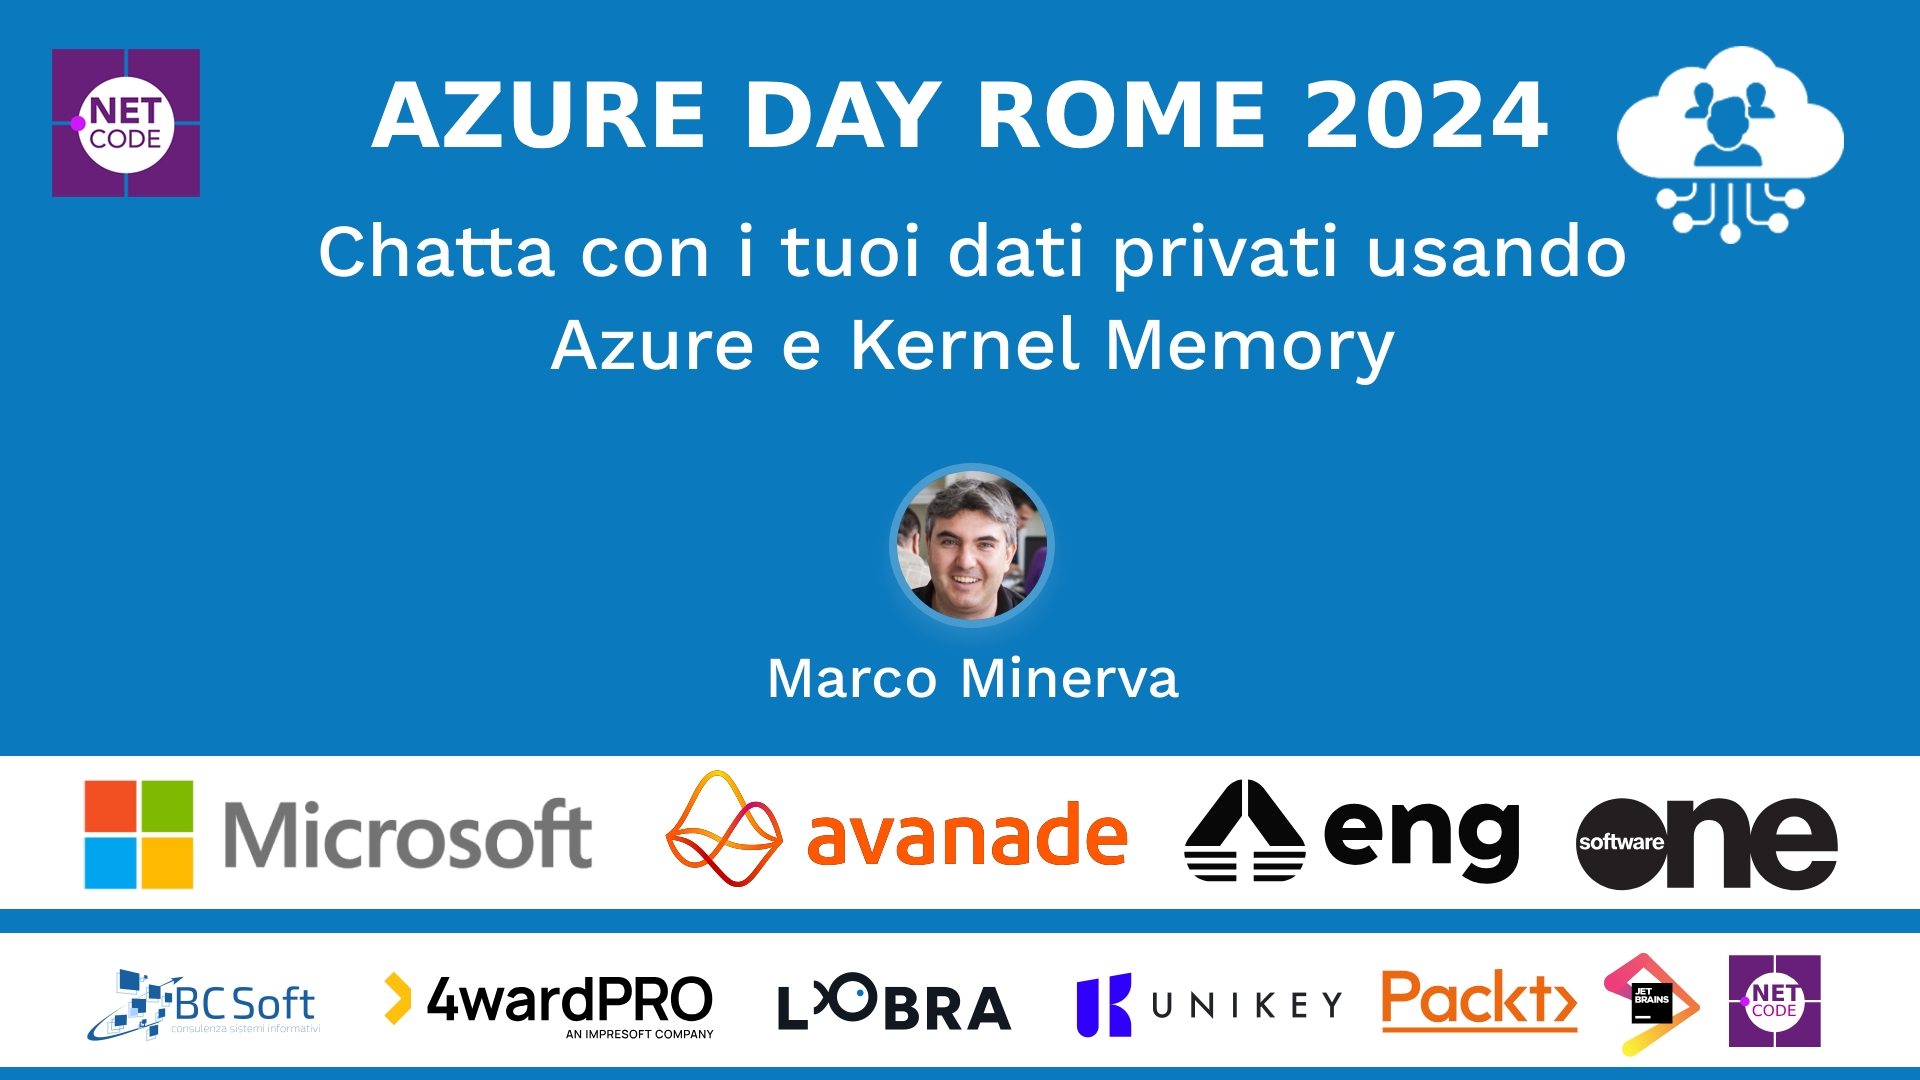 NET
CODE
AZURE DAY ROME 2024
Chatta con i tuoi dati privati usando
Azure e Kernel Memory
Marco Minerva
Microsoft
avanade
eng
software
one
BC Soft
consulenza sistemi informativi
4wardPRO
AN IMPRESOFT COMPANY
LOBRA
UNIKEY
Packt>
JET
BRAINS
NET
CODE